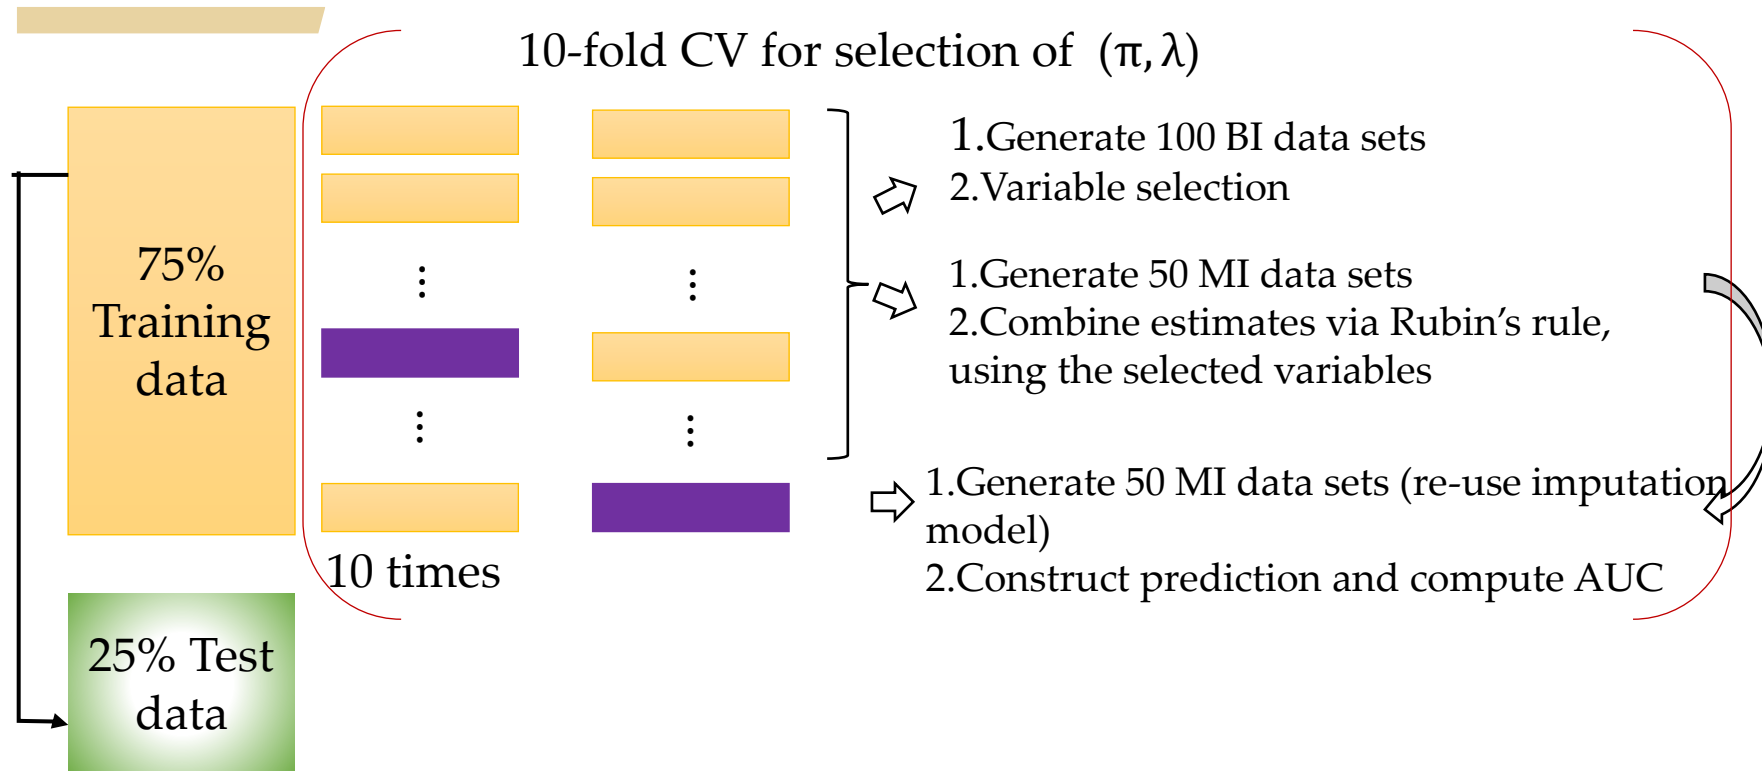 10-fold CV for selection of (π, λ)
75%
Training
data
10 times
1.Generate 100 BI data sets
2.Variable selection
1.Generate 50 MI data sets
2.Combine estimates via Rubin’s rule,
using the selected variables
1.Generate 50 MI data sets (re-use imputation
model)
2.Construct prediction and compute AUC
25% Test
data